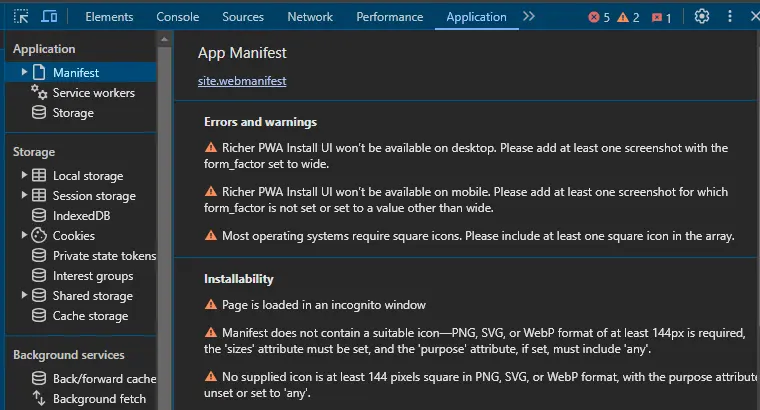 Elements Console Sources Network Performance Application 5 2 1
Application
Manifest
Service workers
Storage
Storage
Local storage
Session storage
IndexedDB
Cookies
Private state tokens
Interest groups
Shared storage
Cache storage
Background services
Back/forward cache
Background fetch
App Manifest
site.webmanifest
Errors and warnings
Richer PWA Install UI won't be available on desktop. Please add at least one screenshot with the
form_factor set to wide.
Richer PWA Install UI won't be available on mobile. Please add at least one screenshot for which
form_factor is not set or set to a value other than wide.
Most operating systems require square icons. Please include at least one square icon in the array.
Installability
Page is loaded in an incognito window
Manifest does not contain a suitable icon—PNG, SVG, or WebP format of at least 144px is required,
the 'sizes' attribute must be set, and the 'purpose' attribute, if set, must include 'any'.
No supplied icon is at least 144 pixels square in PNG, SVG, or WebP format, with the purpose attribute
unset or set to 'any'.